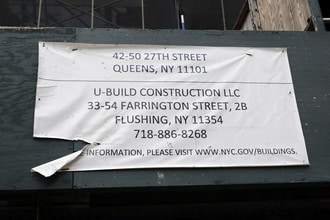 42-50 27TH STREET
QUEENS, NY 11101
U-BUILD CONSTRUCTION LLC
33-54 FARRINGTON STREET, 2B
FLUSHING, NY 11354
718-886-8268
INFORMATION, PLEASE VISIT WWW.NYC.GOV/BUILDINGS.